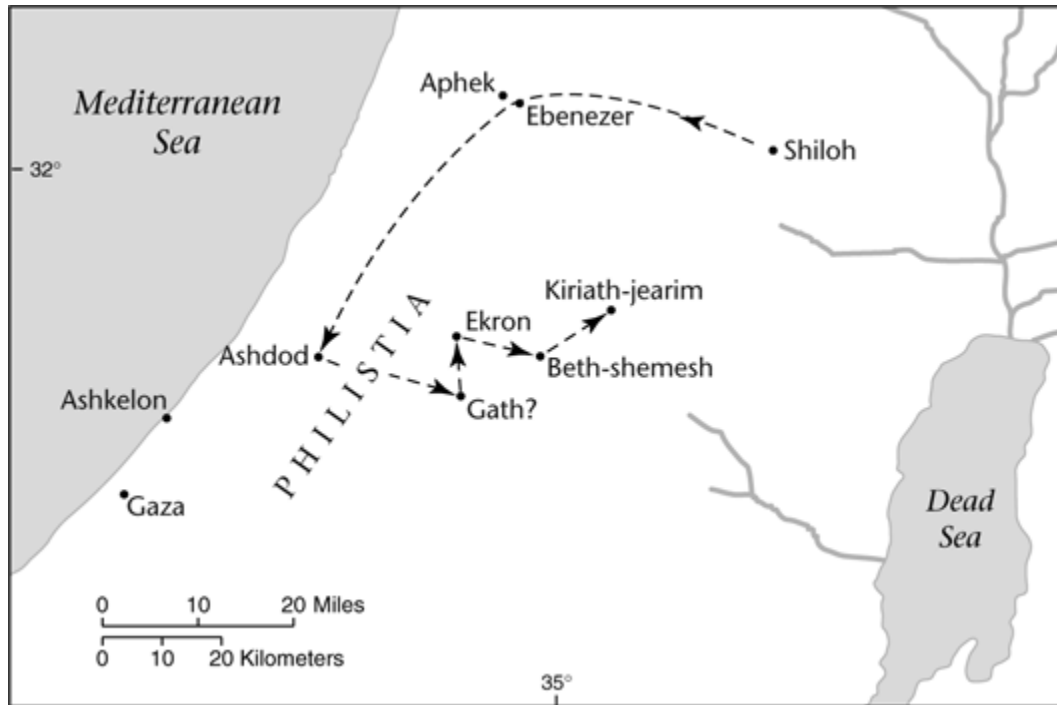 Mediterranean
Sea
Aphek
Ebenezer
Shiloh
32°
Kiriath-jearim
Ekron
Ashdod
Beth-shemesh
PHILISTIA
Ashkelon
Gath?
Gaza
Dead
Sea
0 10 20 Miles
0 10 20 Kilometers
35°